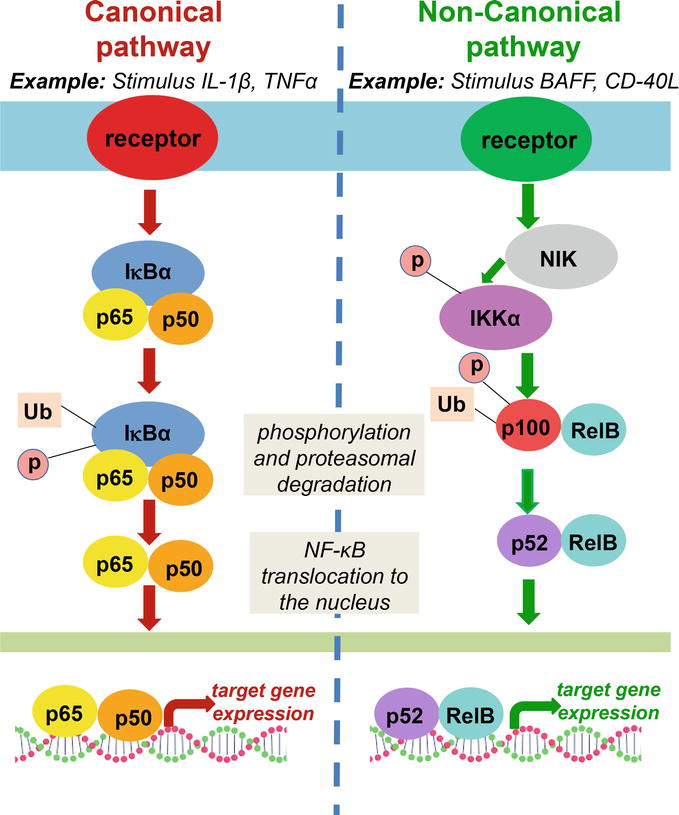 Canonical
pathway
Example: Stimulus IL-1β, TNFα
receptor
IκBα
p65
p50
Ub
p
IκBα
p65
p50
p65
p50
p65
p50
target gene
expression
phosphorylation
and proteasomal
degradation
NF-κB
translocation to
the nucleus
Non-Canonical
pathway
Example: Stimulus BAFF, CD-40L
receptor
NIK
p
IKKα
p
Ub
p100
RelB
p52
RelB
p52
RelB
target gene
expression